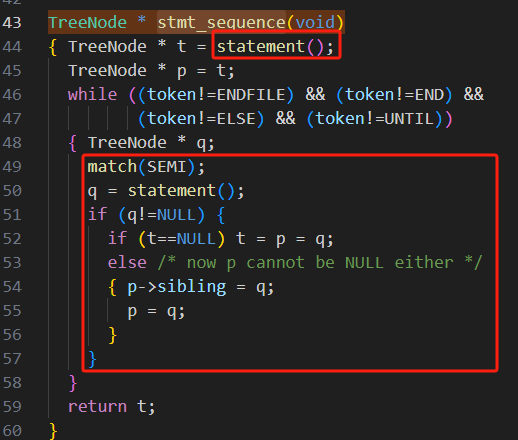 43 TreeNode * stmt_sequence(void)
44 { TreeNode * t = statement();
45   TreeNode * p = t;
46   while ((token!=ENDFILE) && (token!=END) &&
47          (token!=ELSE) && (token!=UNTIL))
48   { TreeNode * q;
49     match(SEMI);
50     q = statement();
51     if (q!=NULL) {
52       if (t==NULL) t = p = q;
53       else /* now p cannot be NULL either */
54       { p->sibling = q;
55         p = q;
56       }
57     }
58   }
59   return t;
60 }